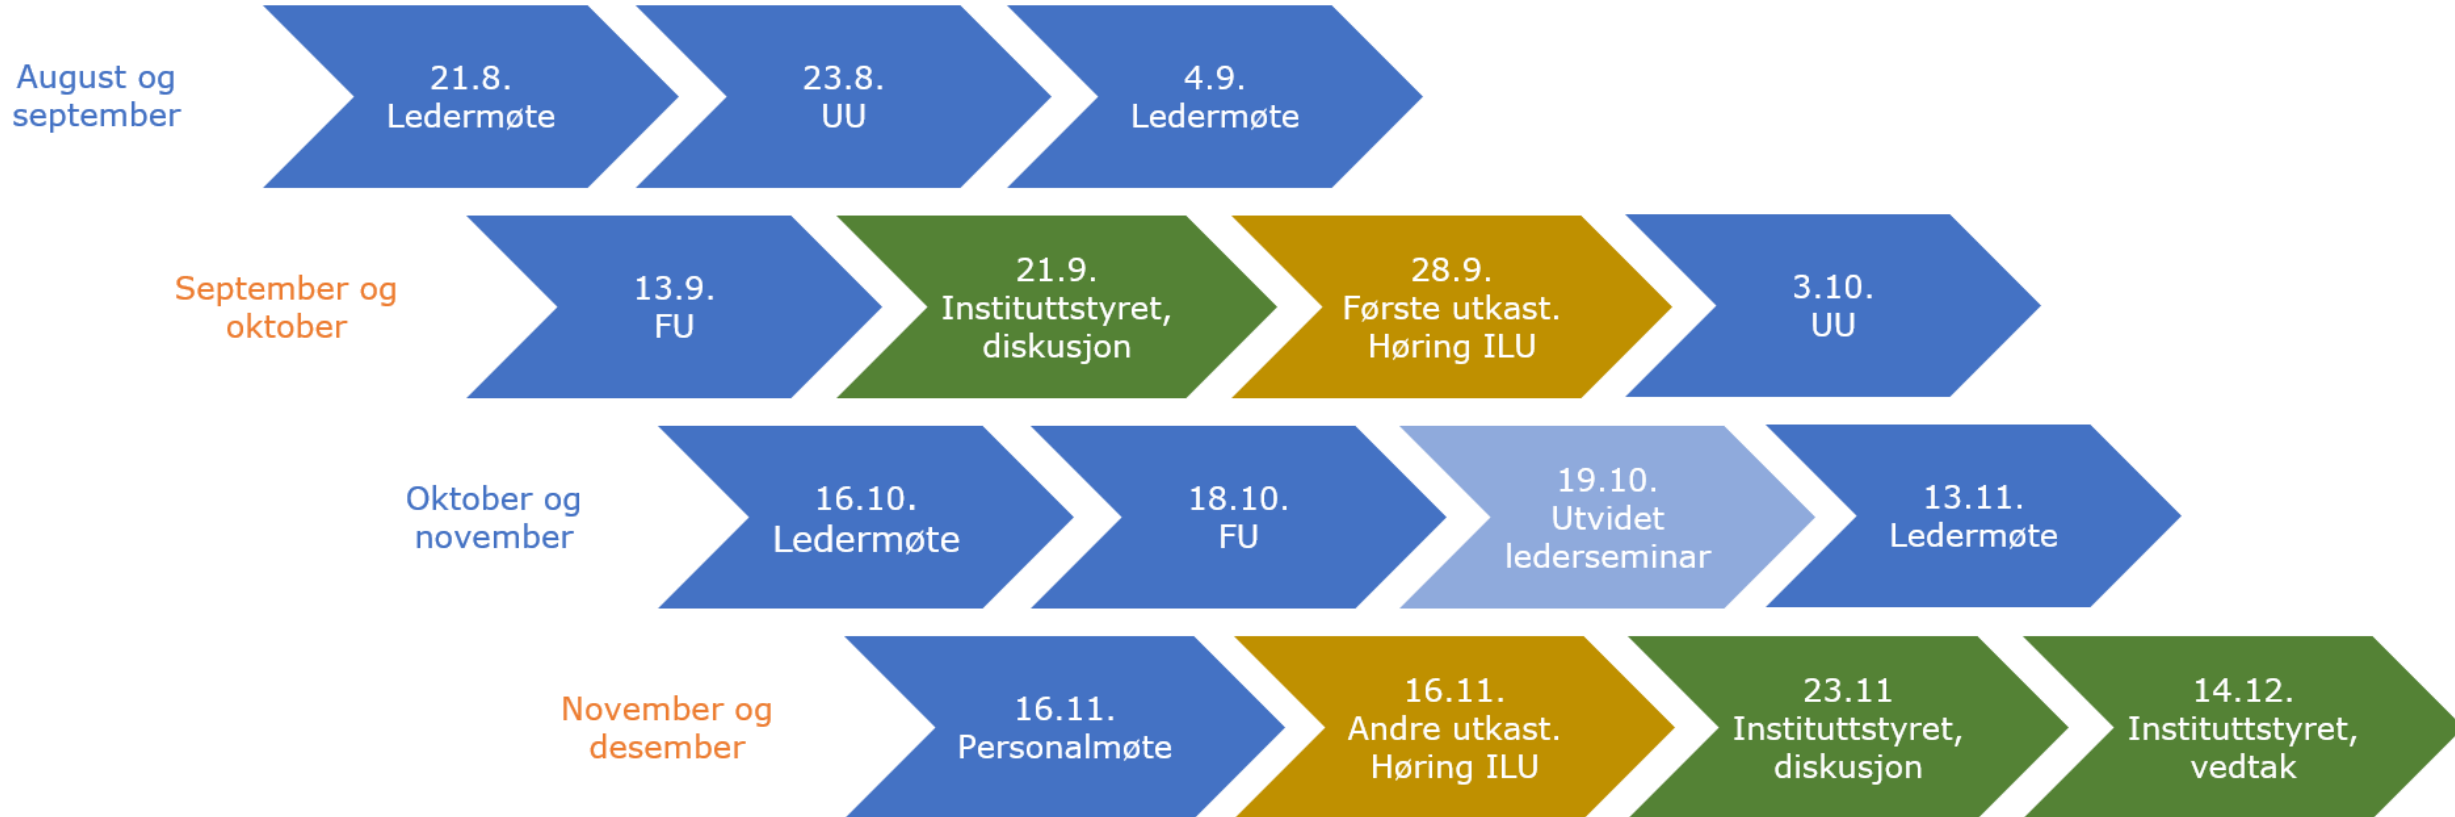 August og
september
21.8.
Ledermøte
23.8.
UU
4.9.
Ledermøte
September og
oktober
13.9.
FU
21.9.
Instituttstyret,
diskusjon
28.9.
Første utkast.
Høring ILU
3.10.
UU
Oktober og
november
16.10.
Ledermøte
18.10.
FU
19.10.
Utvidet
lederseminar
13.11.
Ledermøte
November og
desember
16.11.
Personalmøte
16.11.
Andre utkast.
Høring ILU
23.11
Instituttstyret,
diskusjon
14.12.
Instituttstyret,
vedtak